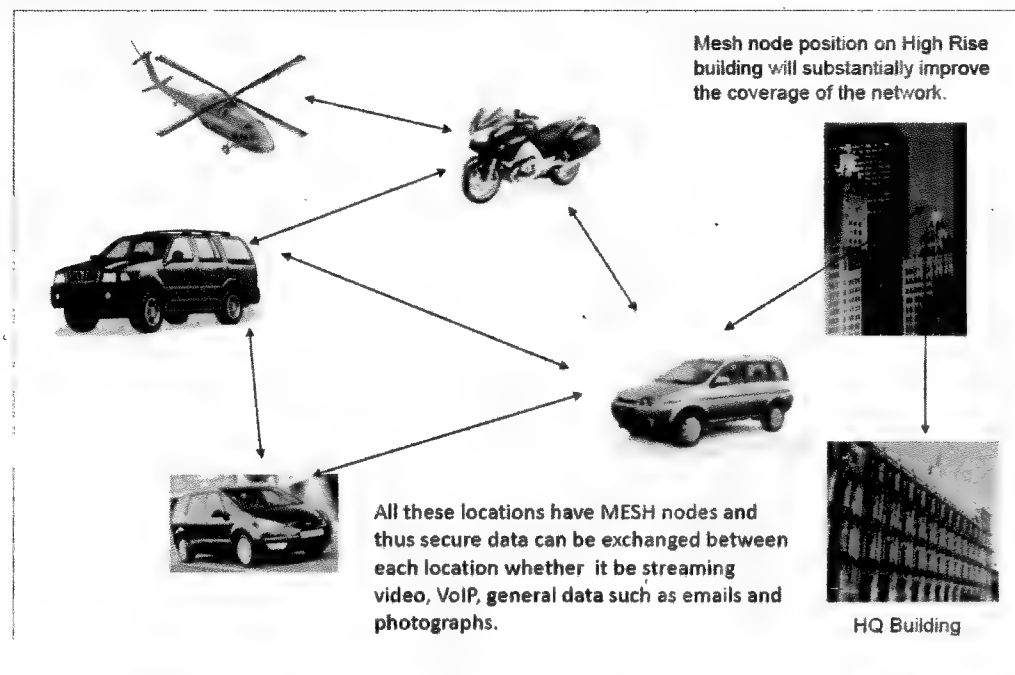 Mesh node position on High Rise
building will substantially improve
the coverage of the network.
All these locations have MESH nodes and
thus secure data can be exchanged between
each location whether it be streaming
video, VoIP, general data such as emails and
photographs.
HQ Building